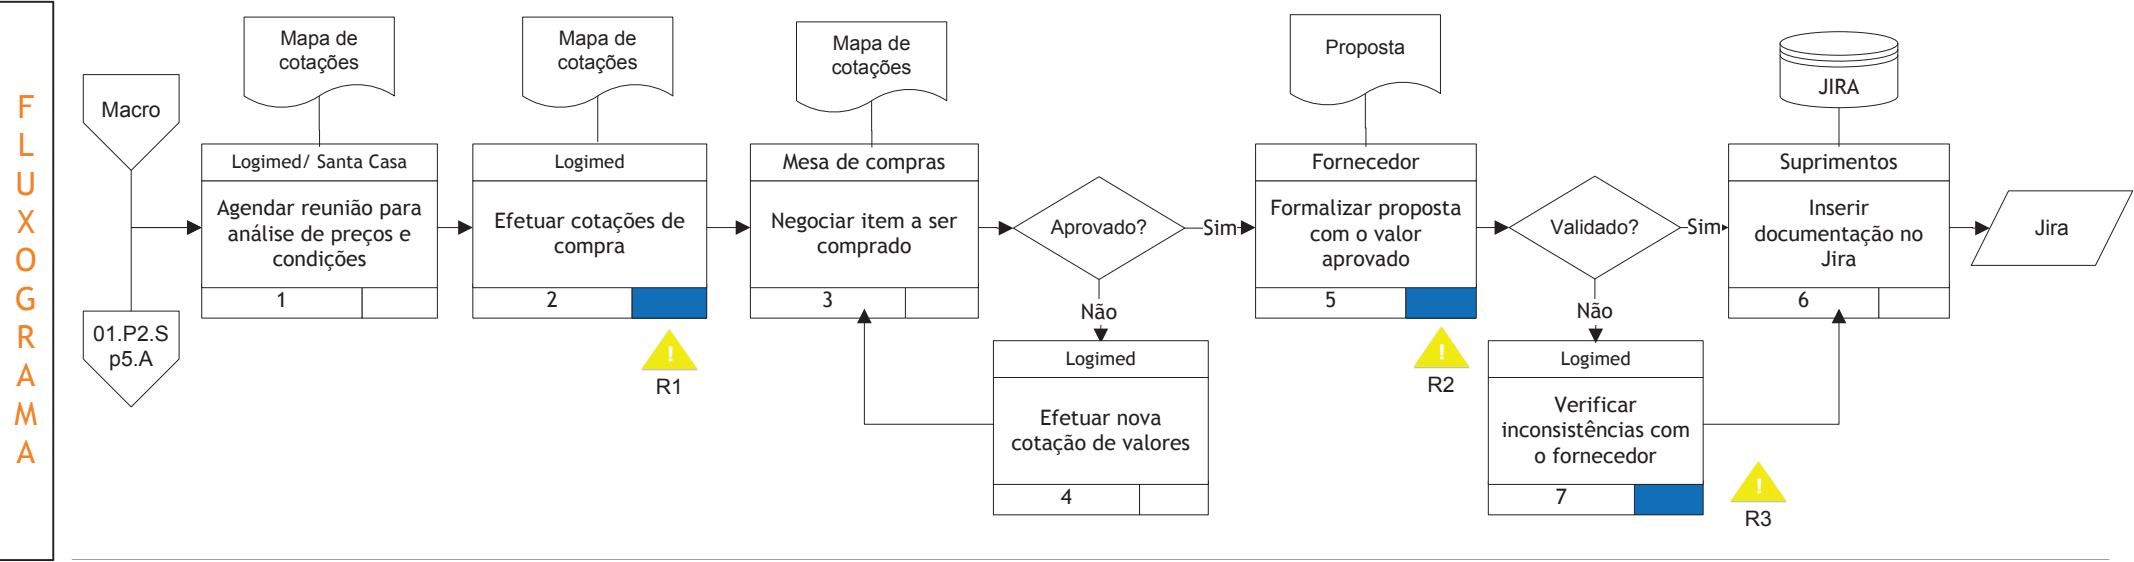 FLUXOGRAMA
Macro
01.P2.S
p5.A
Mapa de
cotações
Logimed/ Santa Casa
Agendar reunião para
análise de preços e
condições
1
Mapa de
cotações
Logimed
Efetuar cotações de
compra
2
!
R1
Mapa de
cotações
Mesa de compras
Negociar item a ser
comprado
3
Aprovado?
Sim
Não
Logimed
Efetuar nova
cotação de valores
4
Proposta
Fornecedor
Formalizar proposta
com o valor
aprovado
5
!
R2
Validado?
Sim
Não
Logimed
Verificar
inconsistências com
o fornecedor
7
!
R3
JIRA
Suprimentos
Inserir
documentação no
Jira
6
Jira